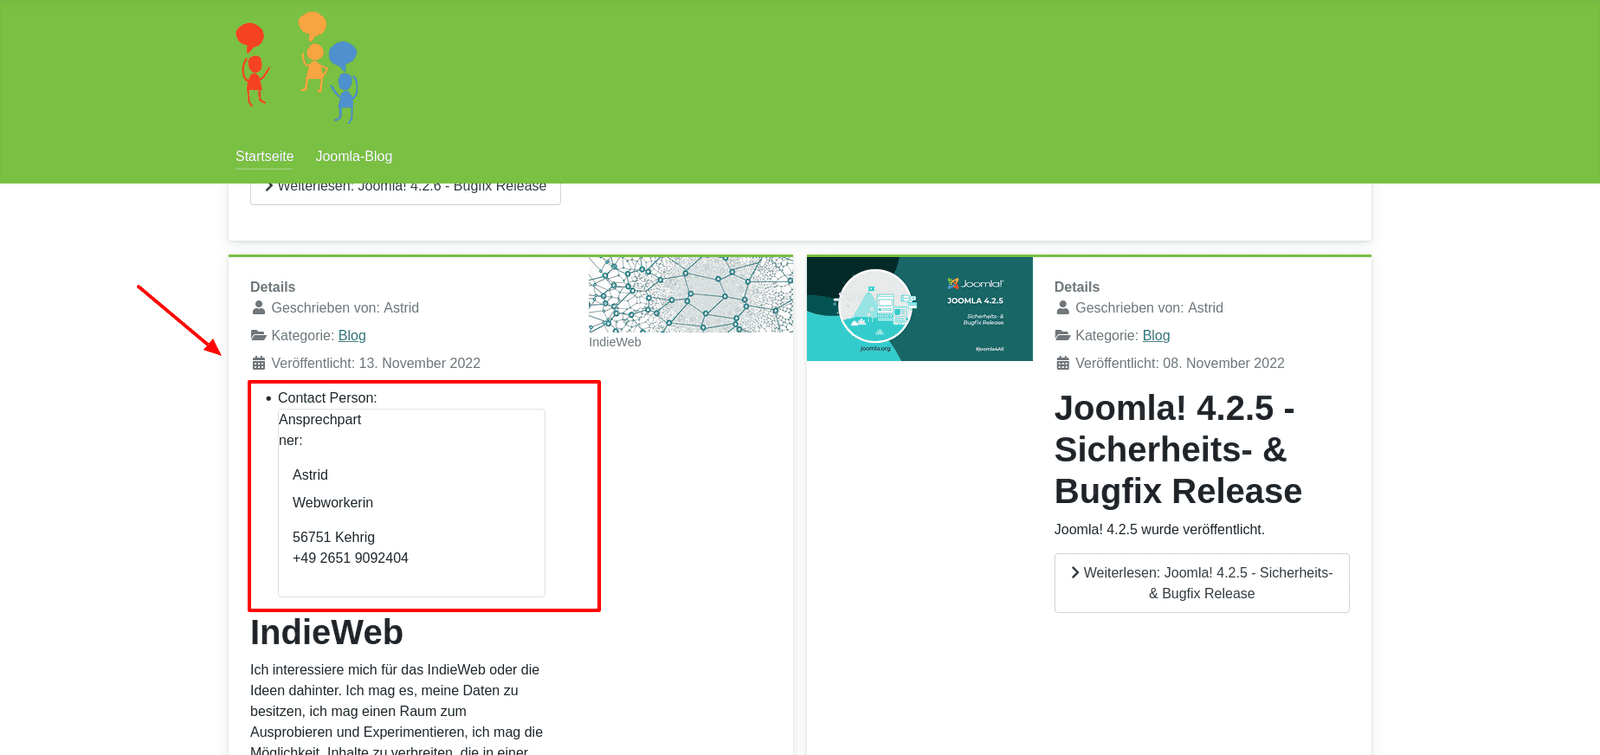 Startseite
Joomla-Blog
Weiterlesen: Joomla! 4.2.6 - Bugfix Release
Details
Geschrieben von: Astrid
Kategorie: Blog
Veröffentlicht: 13. November 2022
IndieWeb
Contact Person:
Ansprechpart
ner:
Astrid
Webworkerin
56751 Kehrig
+49 2651 9092404
IndieWeb
Ich interessiere mich für das IndieWeb oder die
Ideen dahinter. Ich mag es, meine Daten zu
besitzen, ich mag einen Raum zum
Ausprobieren und Experimentieren, ich mag die
Möglichkeit, Inhalte zu verbreiten, die in einer
Joomla!
JOOMLA 4.2.5
Sicherheits- &
Bugfix Release
joomla.org
#Joomla4All
Details
Geschrieben von: Astrid
Kategorie: Blog
Veröffentlicht: 08. November 2022
Joomla! 4.2.5 -
Sicherheits- &
Bugfix Release
Joomla! 4.2.5 wurde veröffentlicht.
Weiterlesen: Joomla! 4.2.5 - Sicherheits-
& Bugfix Release